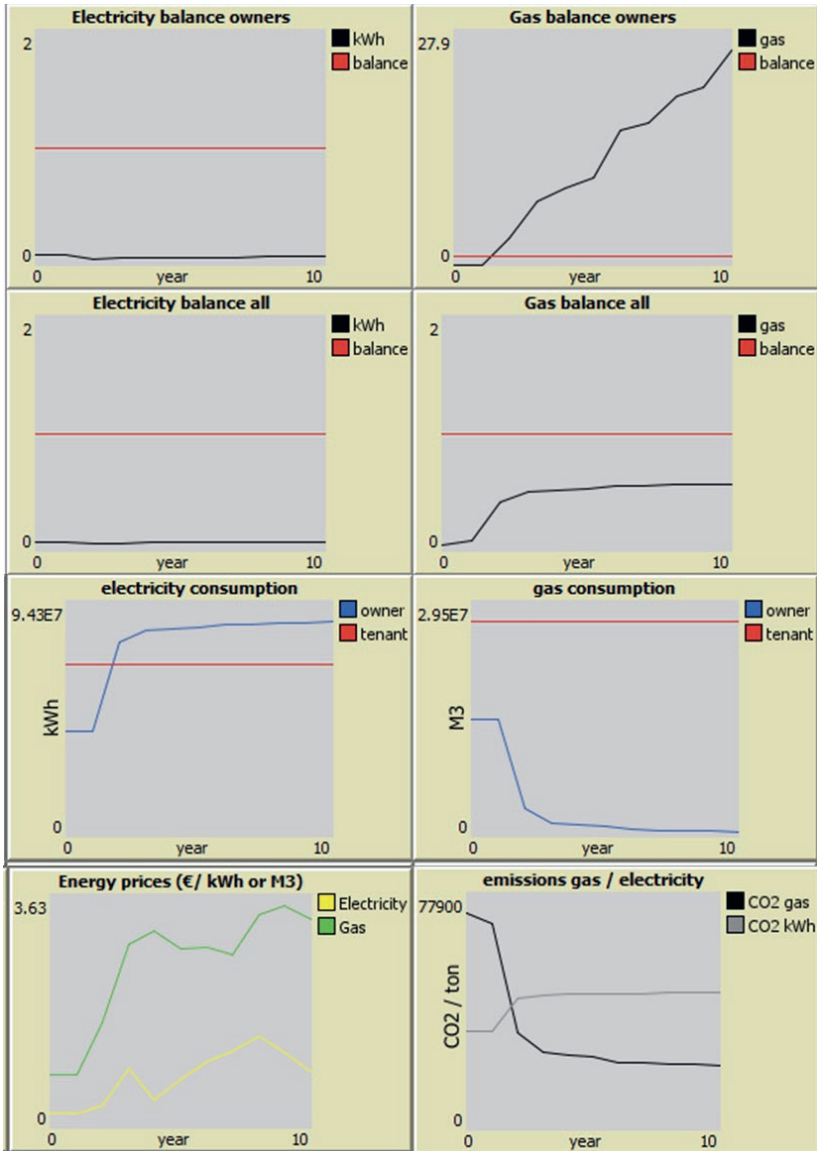 Electricity balance owners
2
kWh
balance
0
0
year
10
Gas balance owners
27.9
gas
balance
0
0
year
10
Electricity balance all
2
kWh
balance
0
0
year
10
Gas balance all
2
gas
balance
0
0
year
10
electricity consumption
9.43E7
owner
tenant
kWh
0
0
year
10
gas consumption
2.95E7
owner
tenant
M3
0
0
year
10
Energy prices (€/ kWh or M3)
3.63
Electricity
Gas
0
0
year
10
emissions gas / electricity
77900
CO2 gas
CO2 kWh
CO2 / ton
0
0
year
10